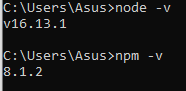 C:\Users\Asus>node -v
v16.13.1
C:\Users\Asus>npm -v
8.1.2